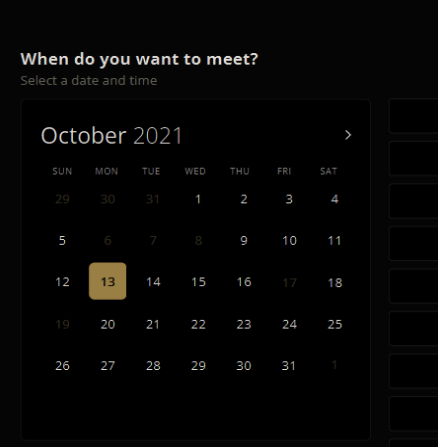 When do you want to meet?
Select a date and time
October 2021
SUN MON TUE WED THU FRI SAT
29 30 31 1 2 3 4
5 6 7 8 9 10 11
12 13 14 15 16 17 18
19 20 21 22 23 24 25
26 27 28 29 30 31 1